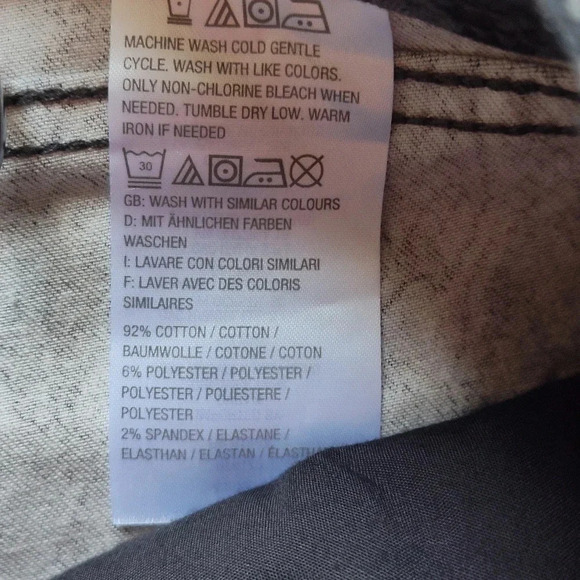 MACHINE WASH COLD GENTLE
CYCLE. WASH WITH LIKE COLORS.
ONLY NON-CHLORINE BLEACH WHEN
NEEDED. TUMBLE DRY LOW. WARM
IRON IF NEEDED
30
GB: WASH WITH SIMILAR COLOURS
D: MIT ÄHNLICHEN FARBEN
WASCHEN
I: LAVARE CON COLORI SIMILARI
F: LAVER AVEC DES COLORIS
SIMILAIRES
92% COTTON / COTTON /
BAUMWOLLE / COTONE / COTON
6% POLYESTER / POLYESTER /
POLYESTER / POLIESTERE /
POLYESTER
2% SPANDEX / ELASTANE /
ELASTHAN / ELASTAN /